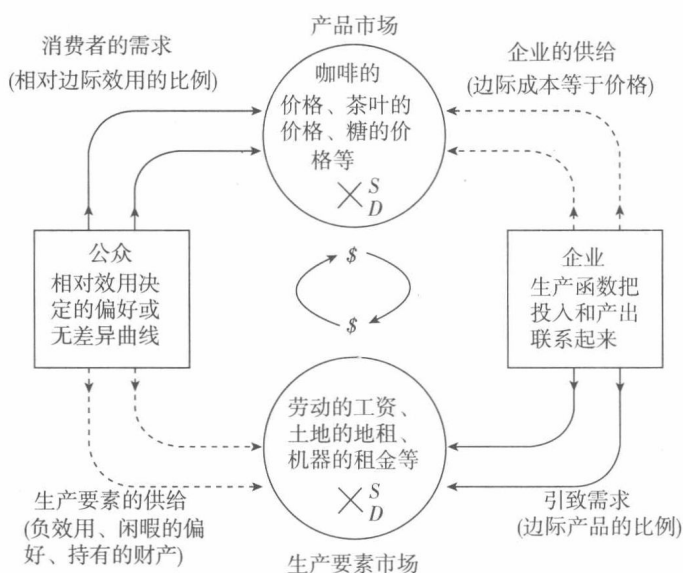 产品市场
消费者的需求
(相对边际效用的比例)
企业的供给
(边际成本等于价格)
咖啡的
价格、茶叶的
价格、糖的价
格等
S
D
公众
相对效用决
定的偏好或
无差异曲线
$
$
企业
生产函数把
投入和产出
联系起来
劳动的工资、
土地的地租、
机器的租金等
S
D
生产要素的供给
(负效用、闲暇的偏
好、持有的财产)
引致需求
(边际产品的比例)
生产要素市场